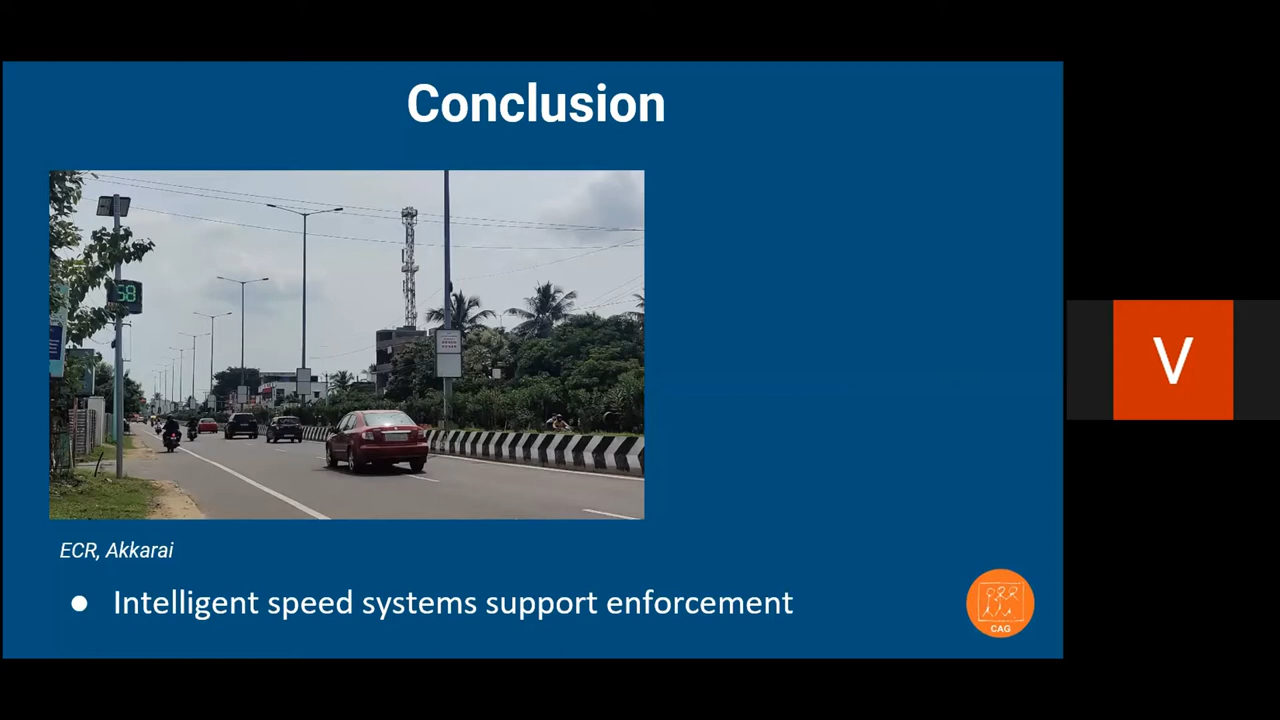 Conclusion
58
ECR, Akkarai
● Intelligent speed systems support enforcement
CAG
V